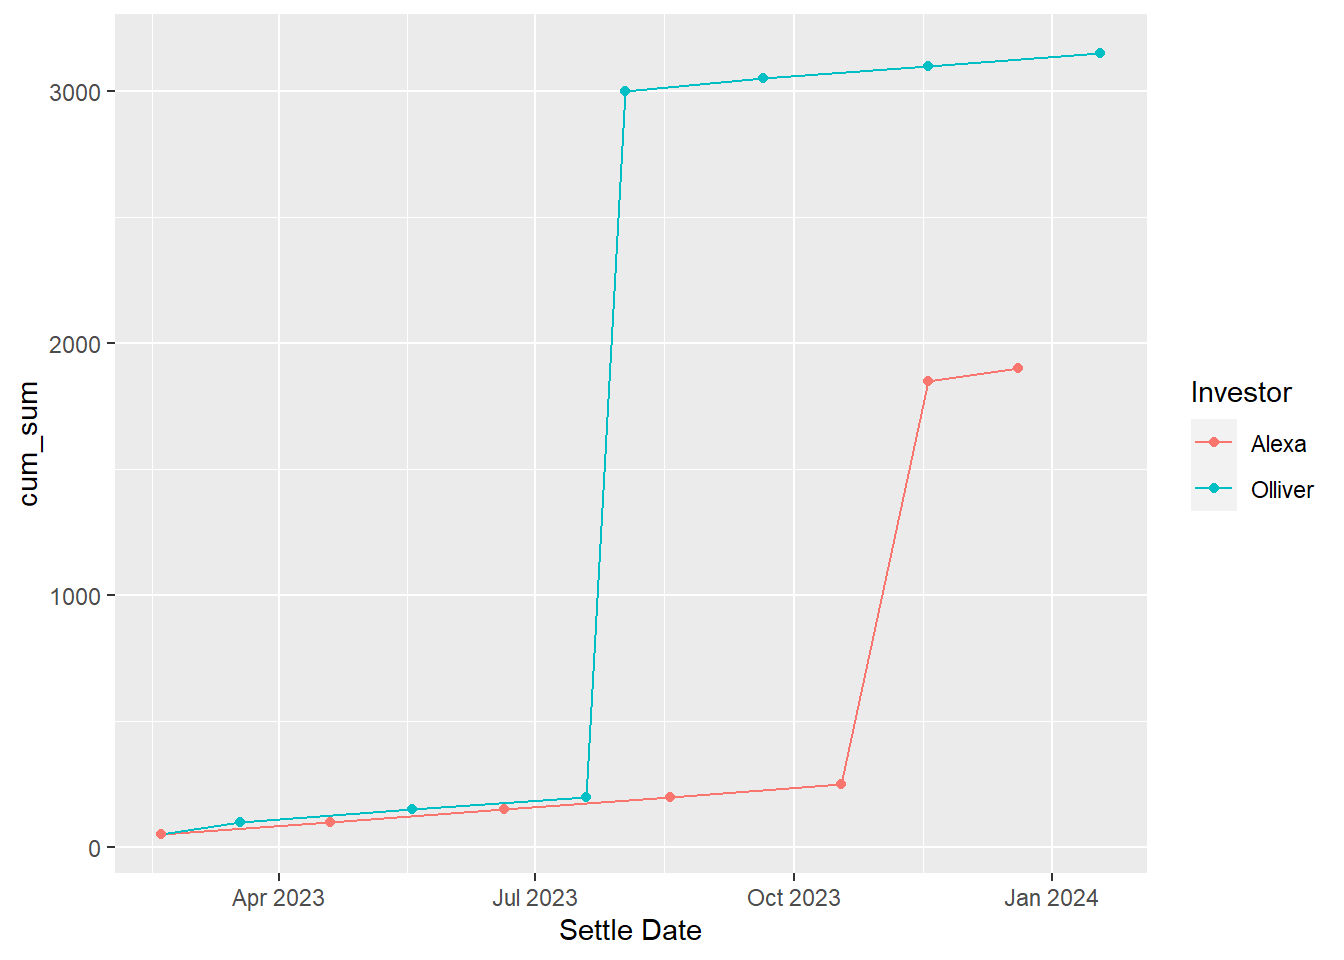 3000
2000
1000
0
cum_sum
Apr 2023
Jul 2023
Oct 2023
Jan 2024
Settle Date
Investor
Alexa
Olliver